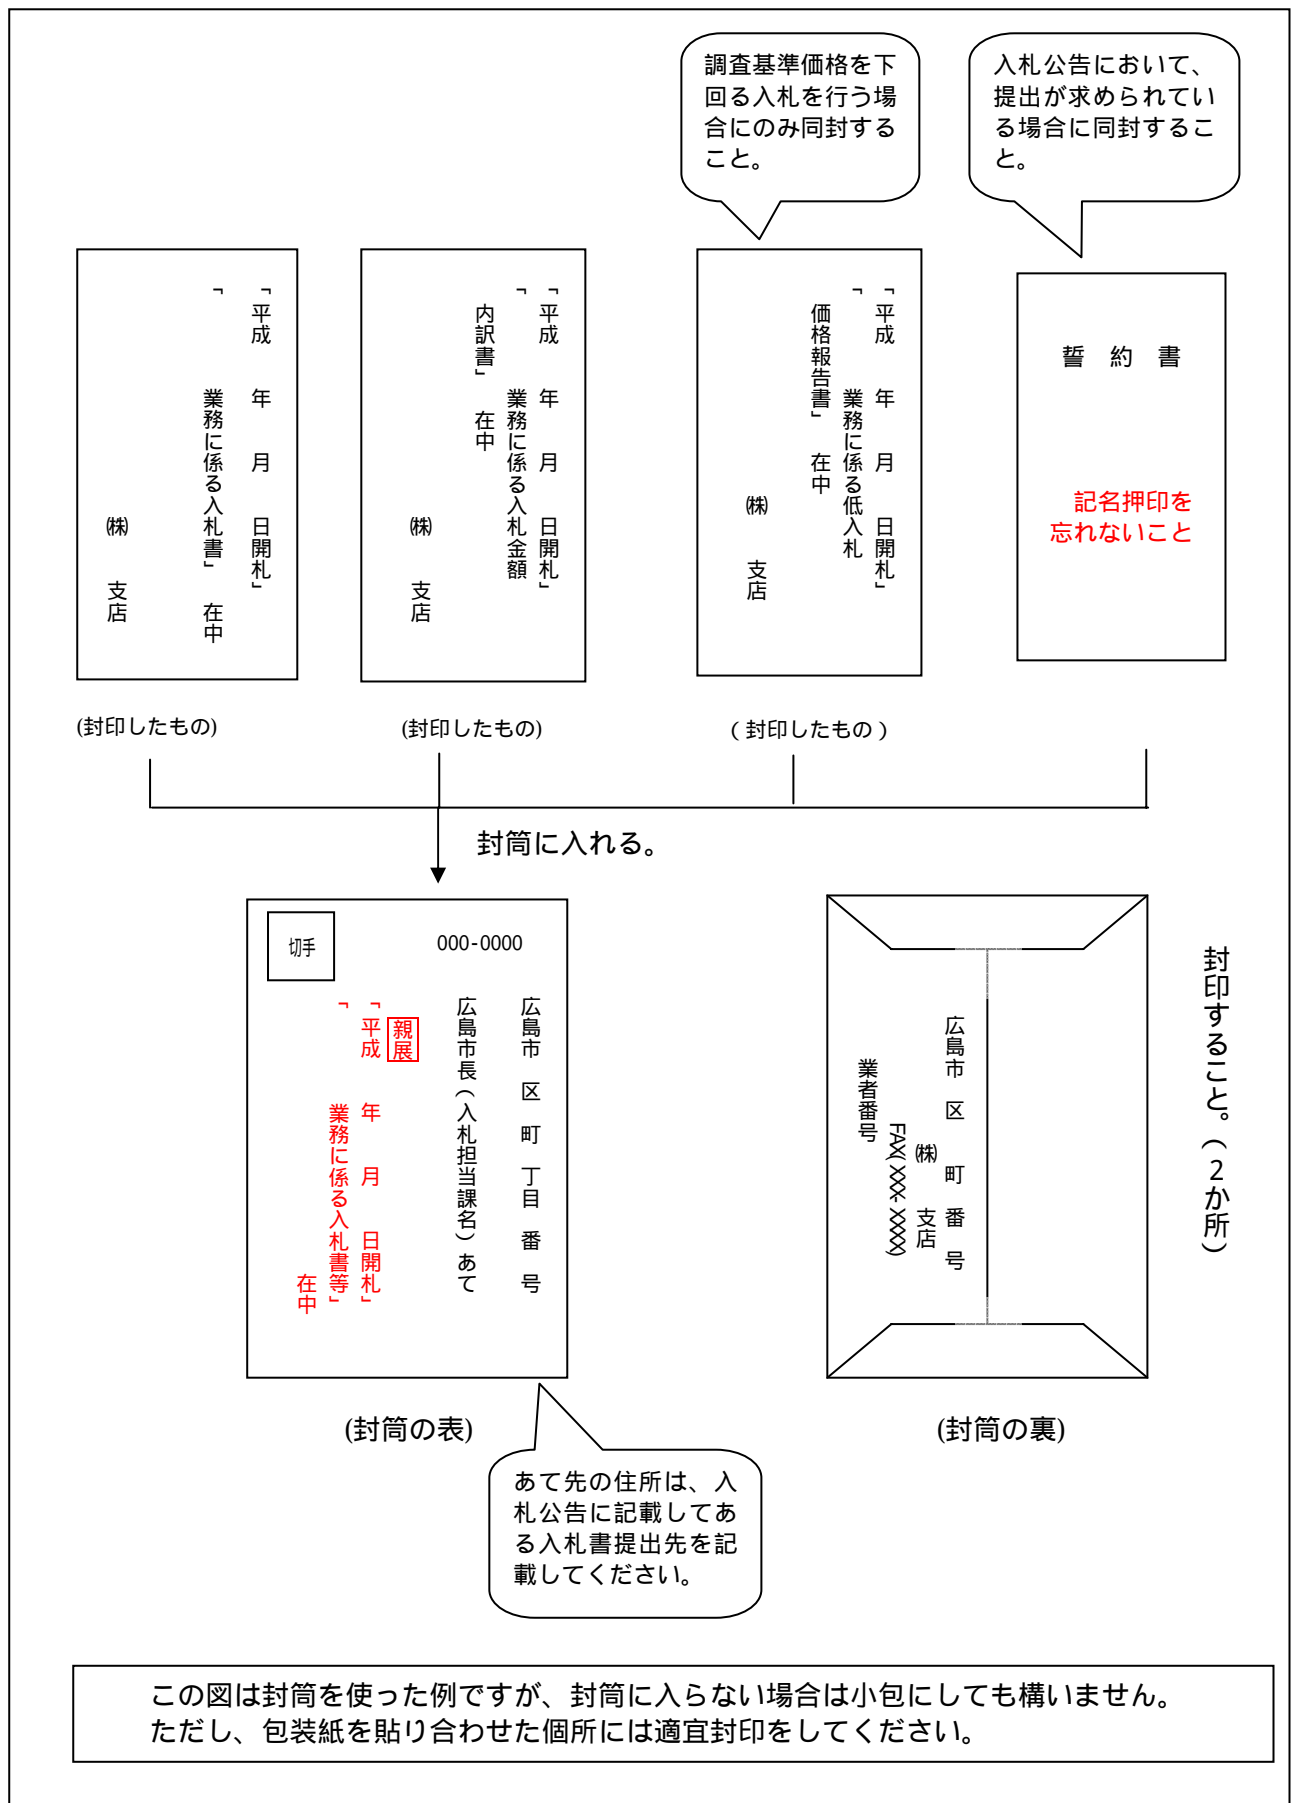 調査基準価格を下
回る入札を行う場
合にのみ同封する
こと。
入札公告において、
提出が求められてい
る場合に同封するこ
と。
「平成　年　月　日開札」
「　業務に係る入札書」　在中
㈱　支店
「平成　年　月　日開札」
「　業務に係る入札金額
内訳書」　在中
㈱　支店
「平成　年　月　日開札」
「　業務に係る低入札
価格報告書」　在中
㈱　支店
誓　約　書
記名押印を
忘れないこと
(封印したもの)
(封印したもの)
（封印したもの）
封筒に入れる。
切手
000-0000
広島市　区　町　丁目　番　号
広島市長（入札担当課名）あて
親展
「平成　年　月　日開札」
「　業務に係る入札書等」
在中
広島市　区　町　番　号
㈱　支店
FAX(XXX-XXXX)
業者番号
封印すること。（2か所）
(封筒の表)
(封筒の裏)
あて先の住所は、入
札公告に記載してあ
る入札書提出先を記
載してください。
この図は封筒を使った例ですが、封筒に入らない場合は小包にしても構いません。
ただし、包装紙を貼り合わせた個所には適宜封印をしてください。